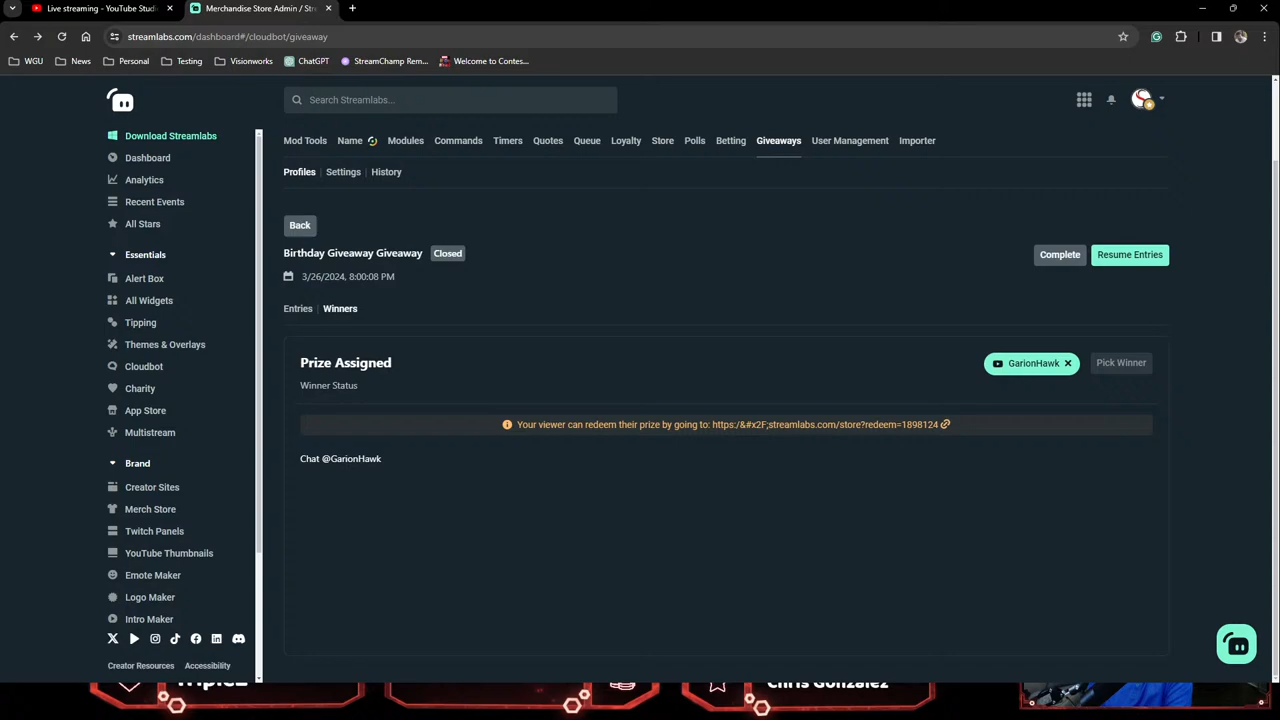 Live streaming - YouTube Studi
Merchandise Store Admin / Stre
streamlabs.com/dashboard#/cloudbot/giveaway
WGU News Personal Testing Visionworks ChatGPT StreamChamp Rem... Welcome to Contes...
Search Streamlabs...
Download Streamlabs
Dashboard
Analytics
Recent Events
All Stars
Essentials
Alert Box
All Widgets
Tipping
Themes & Overlays
Cloudbot
Charity
App Store
Multistream
Brand
Creator Sites
Merch Store
Twitch Panels
YouTube Thumbnails
Emote Maker
Logo Maker
Intro Maker
Creator Resources Accessibility
Mod Tools Name Modules Commands Timers Quotes Queue Loyalty Store Polls Betting Giveaways User Management Importer
Profiles Settings History
Back
Birthday Giveaway Giveaway Closed
Complete Resume Entries
3/26/2024, 8:00:08 PM
Entries Winners
Prize Assigned
GarionHawk Pick Winner
Winner Status
Your viewer can redeem their prize by going to: https:/&#x2F;streamlabs.com/store?redeem=1898124
Chat @GarionHawk
Chris Gonzalez